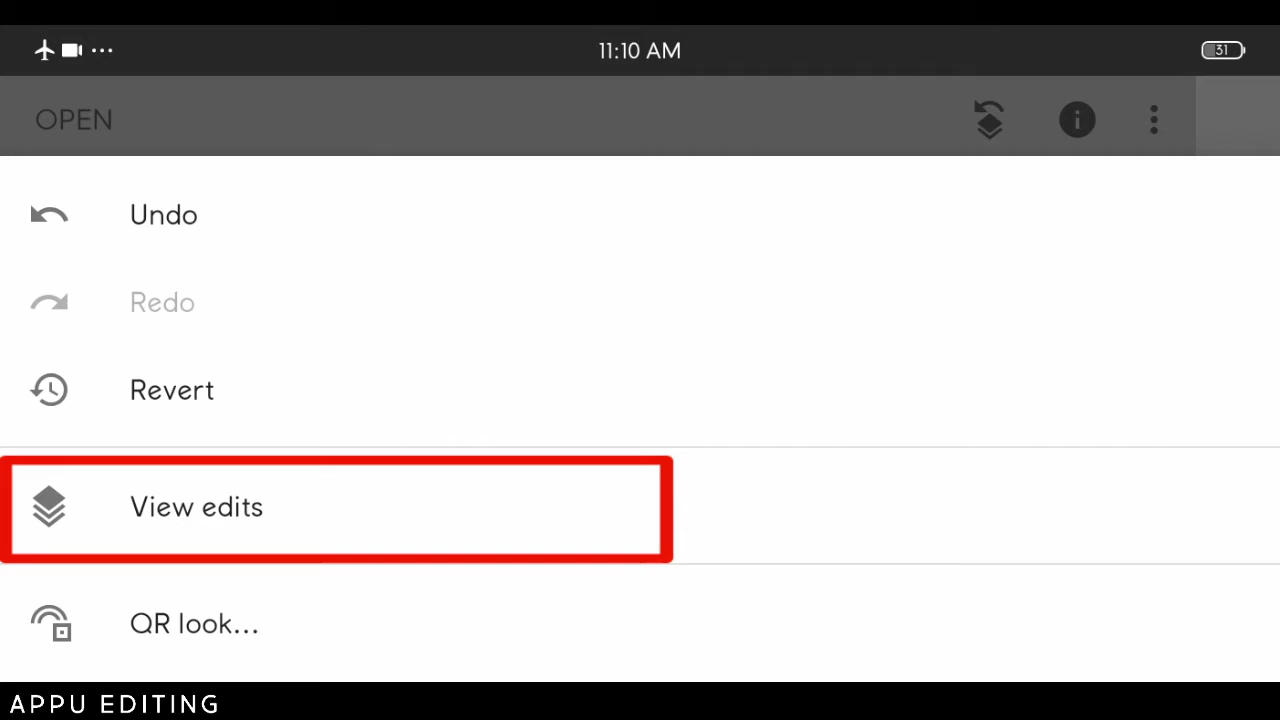 11:10 AM
31
OPEN
Undo
Redo
Revert
View edits
QR look...
APPU EDITING